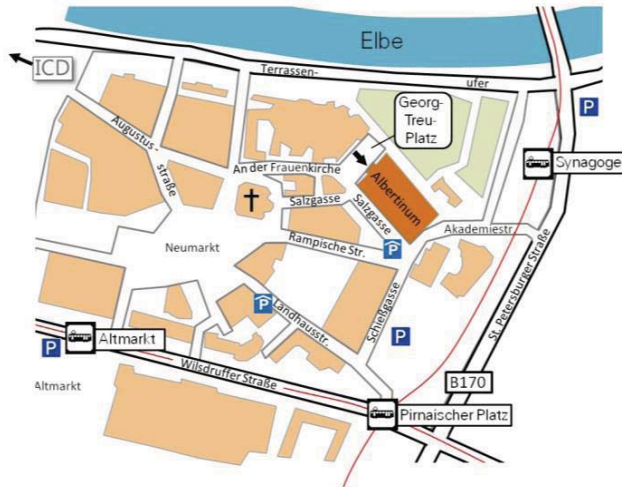 Elbe
ICD
Terrassen-
ufer
Georg-
Treu-
Platz
P
Augustus-
straße
An der Frauenkirche
Albertinum
Synagoge
Salzgasse
Salzgasse
Akademiestr.
Neumarkt
Rampische Str.
P
St. Petersburger Straße
P
Landhausstr.
Schießgasse
P
P
Altmarkt
Wilsdruffer Straße
Altmarkt
B170
Pirnaischer Platz